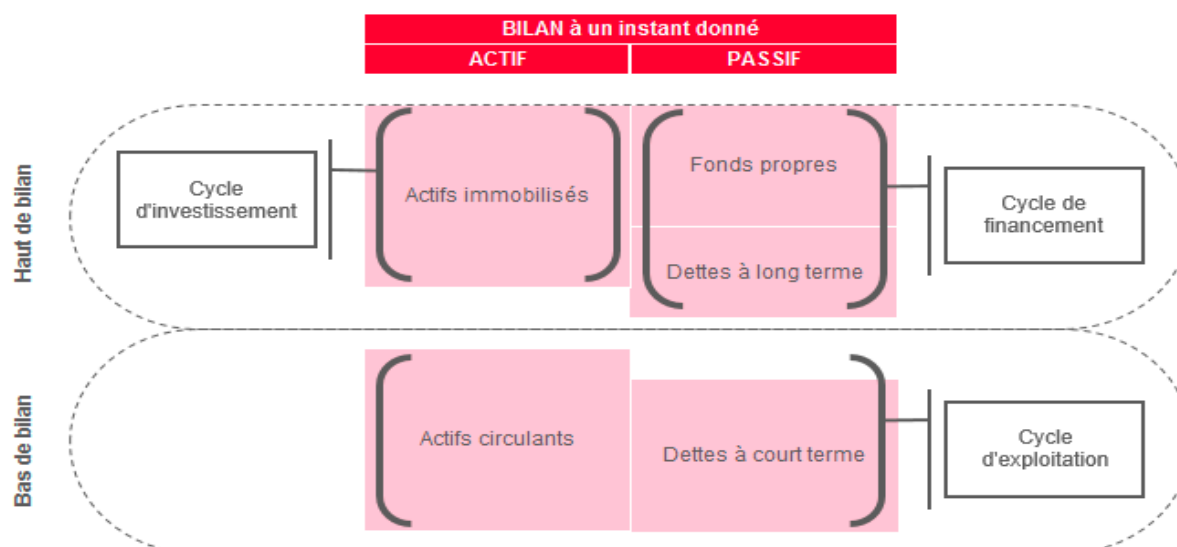 BILAN à un instant donné
ACTIF
PASSIF
Haut de bilan
Cycle
d'investissement
Actifs immobilisés
Fonds propres
Dettes à long terme
Cycle de
financement
Bas de bilan
Actifs circulants
Dettes à court terme
Cycle
d'exploitation